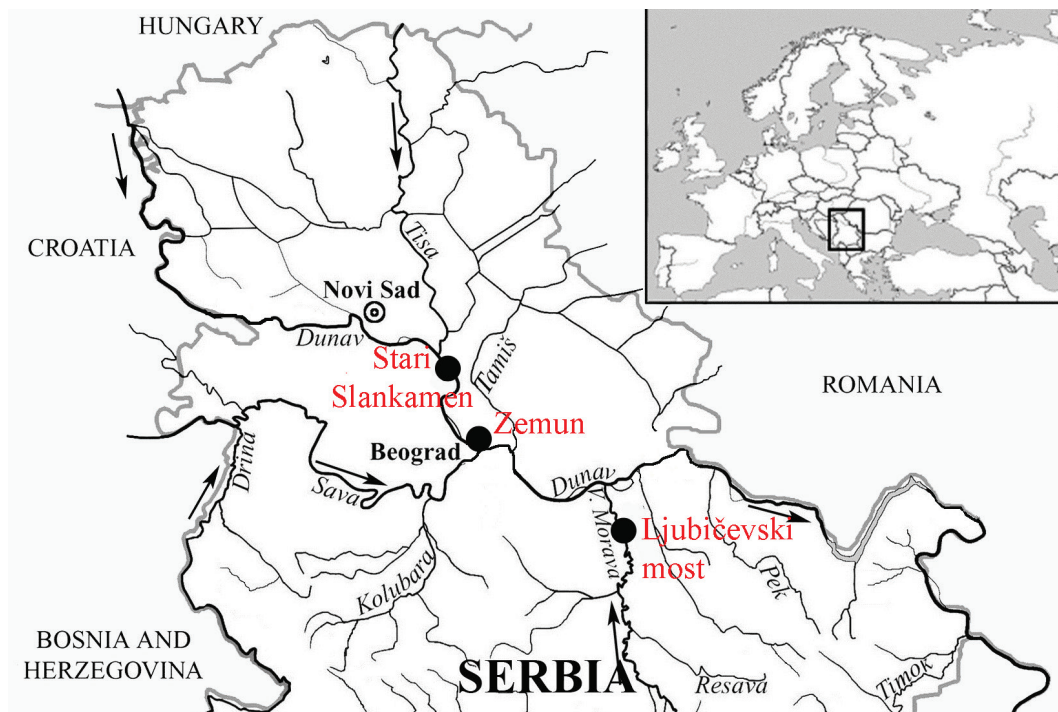 HUNGARY
CROATIA
Tisa
Novi Sad
Dunav
Stari
Slankamen
Tamiš
ROMANIA
Zemun
Beograd
Drina
Sava
Dunav
V. Morava
Ljubičevski
most
Kolubara
Pek
BOSNIA AND
HERZEGOVINA
SERBIA
Resava
Timok